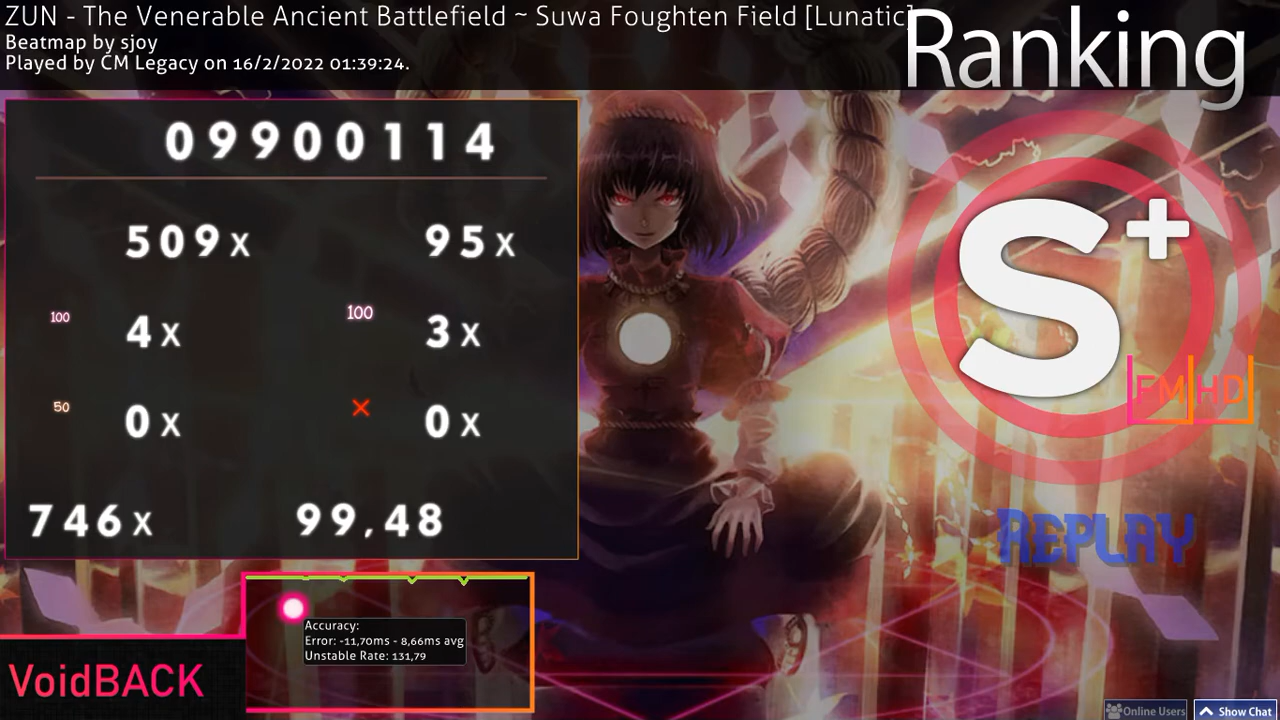 ZUN - The Venerable Ancient Battlefield ~ Suwa Foughten Field [Lunatic]
Ranking
Beatmap by sjoy
Played by CM Legacy on 16/2/2022 01:39:24.
09900114
509x 95x
100 4x 100 3x
50 0x X 0x
746x 99,48
S+
FM HD
REPLAY
Accuracy:
Error: -11,70ms - 8,66ms avg
Unstable Rate: 131,79
VoidBACK
Online Users Show Chat